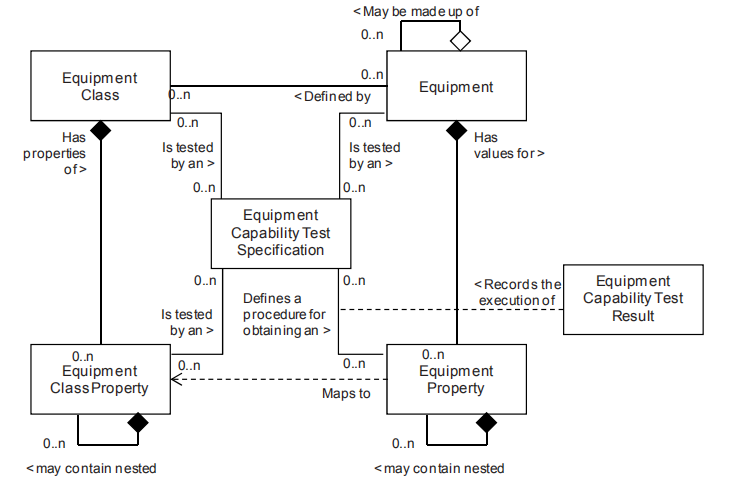 < May be made up of
0..n
0..n
Equipment
Class
Equipment
0..n
< Defined by
0..n
0..n
Has
properties
of >
Is tested
by an >
Is tested
by an >
Has
values for >
0..n
0..n
Equipment
Capability Test
Specification
0..n
0..n
Is tested
by an >
Defines a
procedure for
obtaining an >
< Records the
execution of
Equipment
Capability Test
Result
0..n
0..n
0..n
0..n
Equipment
Class Property
Equipment
Property
Maps to
0..n
0..n
< may contain nested
< may contain nested